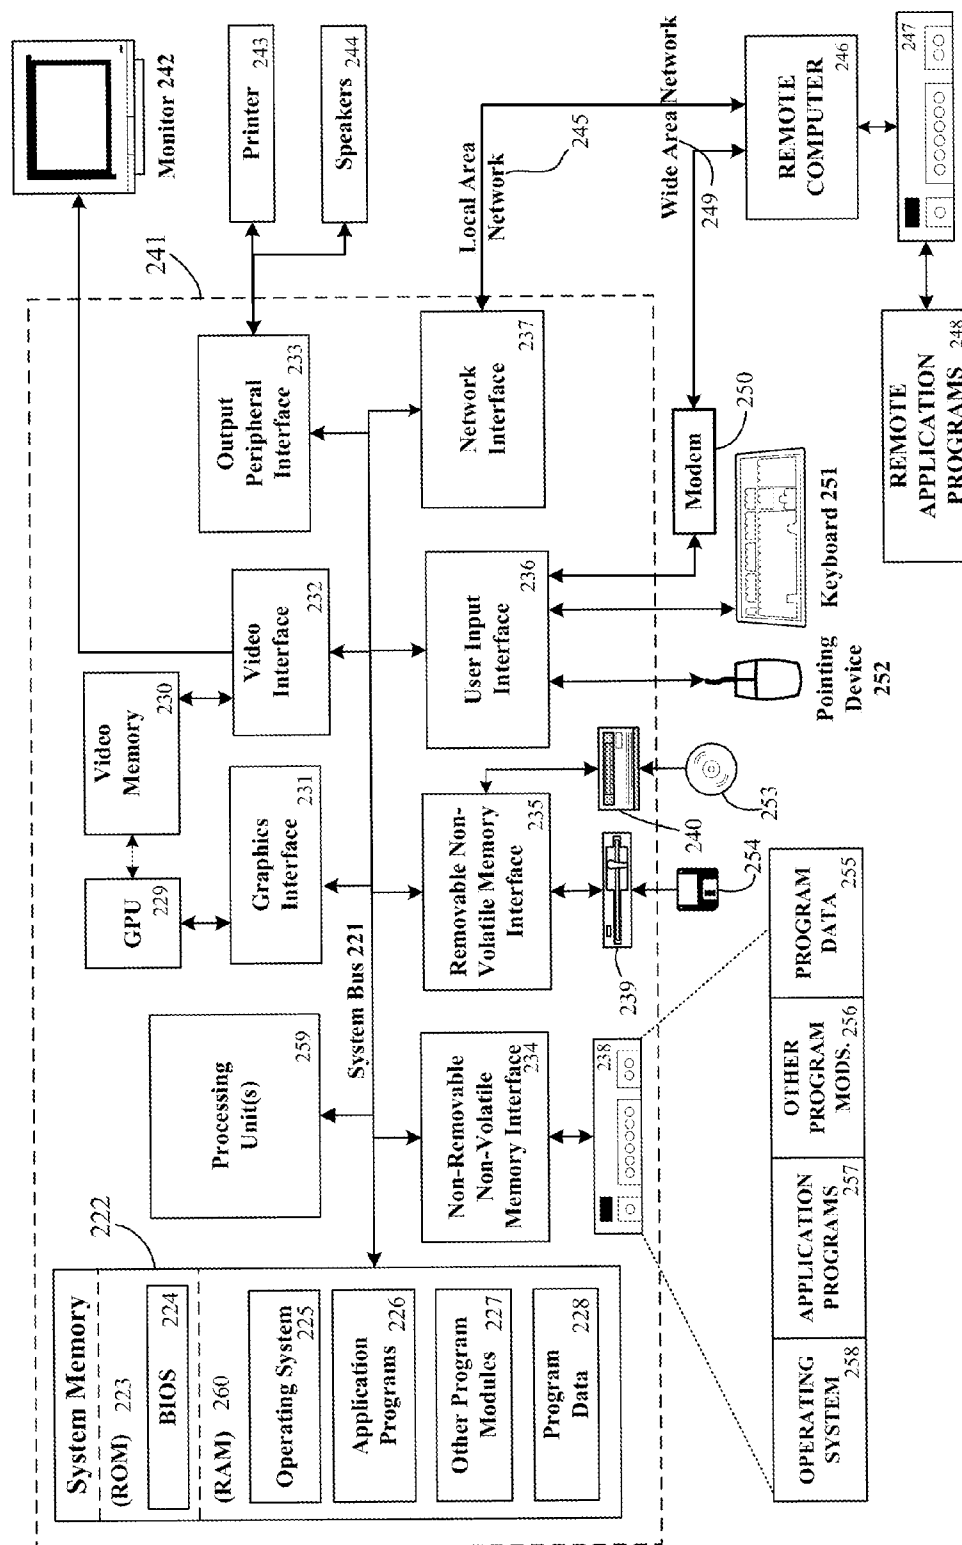 System Memory
222
(ROM) 223
BIOS
224
(RAM) 260
Operating System
225
Application
Programs
226
Other Program
Modules
227
Program
Data
228
Processing
Unit(s)
259
GPU
229
Video
Memory
230
Graphics
Interface
231
Video
Interface
232
Output
Peripheral
Interface
233
241
Monitor 242
Printer
243
Speakers
244
System Bus 221
Non-Removable
Non-Volatile
Memory Interface
234
Removable Non-
Volatile Memory
Interface
235
User Input
Interface
236
Network
Interface
237
Local Area
Network
245
238
239
240
254
253
Pointing
Device
252
Keyboard 251
Modem
250
Wide Area Network
249
REMOTE
COMPUTER
246
247
REMOTE
APPLICATION
PROGRAMS
248
OPERATING
SYSTEM
258
APPLICATION
PROGRAMS
257
OTHER
PROGRAM
MODS.
256
PROGRAM
DATA
255